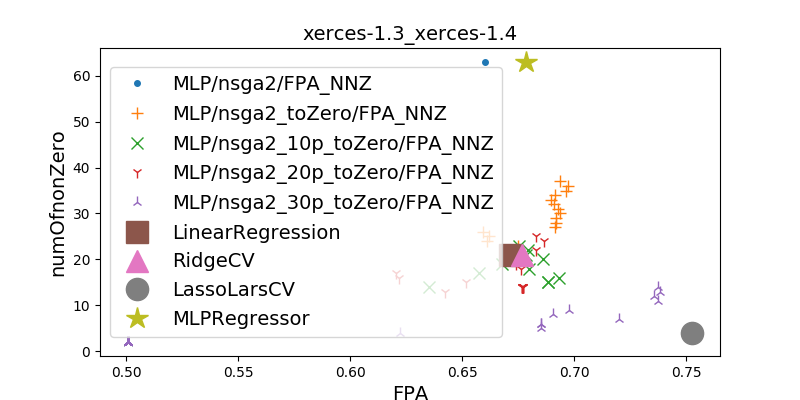 xerces-1.3_xerces-1.4
numOfnonZero
60
50
40
30
20
10
0
MLP/nsga2/FPA_NNZ
MLP/nsga2_toZero/FPA_NNZ
MLP/nsga2_10p_toZero/FPA_NNZ
MLP/nsga2_20p_toZero/FPA_NNZ
MLP/nsga2_30p_toZero/FPA_NNZ
LinearRegression
RidgeCV
LassoLarsCV
MLPRegressor
0.50 0.55 0.60 0.65 0.70 0.75
FPA